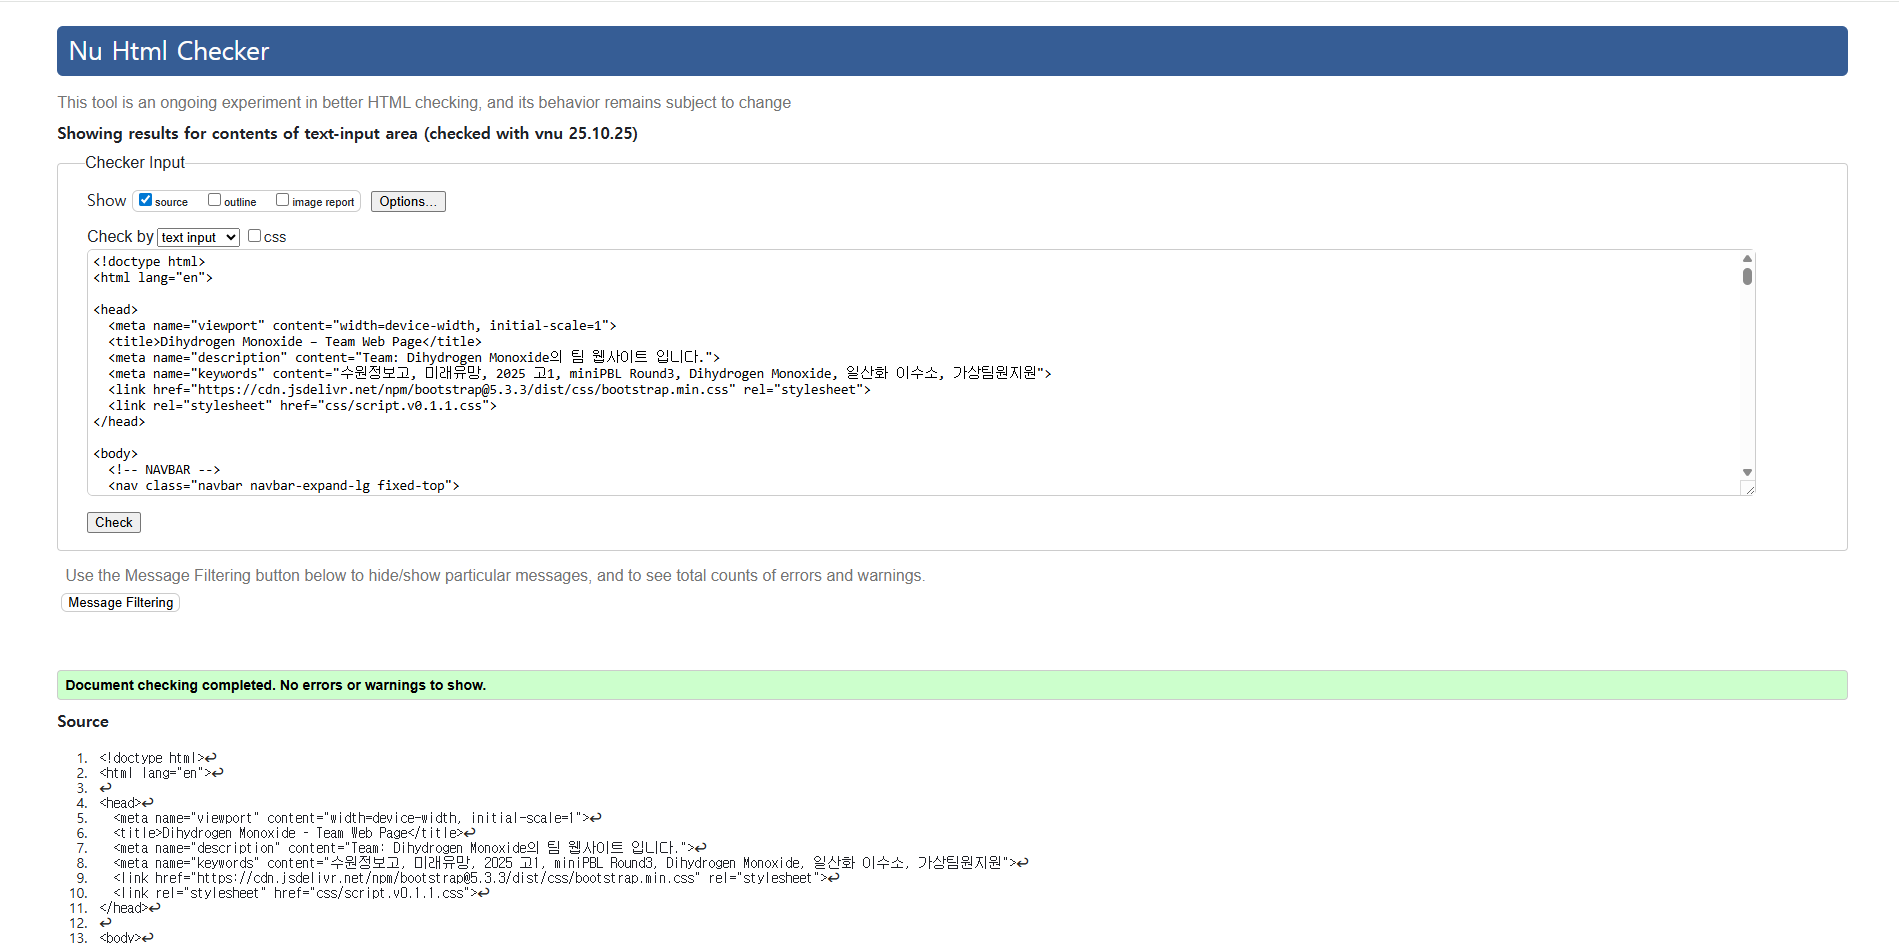 Nu Html Checker
This tool is an ongoing experiment in better HTML checking, and its behavior remains subject to change
Showing results for contents of text-input area (checked with vnu 25.10.25)
Checker Input
Show source outline image report Options...
Check by text input css
<!doctype html>
<html lang="en">
<head>
<meta name="viewport" content="width=device-width, initial-scale=1">
<title>Dihydrogen Monoxide – Team Web Page</title>
<meta name="description" content="Team: Dihydrogen Monoxide의 팀 웹사이트 입니다.">
<meta name="keywords" content="수원정보고, 미래유망, 2025 고1, miniPBL Round3, Dihydrogen Monoxide, 일산화 이수소, 가상팀원지원">
<link href="https://cdn.jsdelivr.net/npm/bootstrap@5.3.3/dist/css/bootstrap.min.css" rel="stylesheet">
<link rel="stylesheet" href="css/script.v0.1.1.css">
</head>
<body>
<!-- NAVBAR -->
<nav class="navbar navbar-expand-lg fixed-top">
Check
Use the Message Filtering button below to hide/show particular messages, and to see total counts of errors and warnings.
Message Filtering
Document checking completed. No errors or warnings to show.
Source
1. <!doctype html>↩
2. <html lang="en">↩
3. ↩
4. <head>↩
5. <meta name="viewport" content="width=device-width, initial-scale=1">↩
6. <title>Dihydrogen Monoxide – Team Web Page</title>↩
7. <meta name="description" content="Team: Dihydrogen Monoxide의 팀 웹사이트 입니다.">↩
8. <meta name="keywords" content="수원정보고, 미래유망, 2025 고1, miniPBL Round3, Dihydrogen Monoxide, 일산화 이수소, 가상팀원지원">↩
9. <link href="https://cdn.jsdelivr.net/npm/bootstrap@5.3.3/dist/css/bootstrap.min.css" rel="stylesheet">↩
10. <link rel="stylesheet" href="css/script.v0.1.1.css">↩
11. </head>↩
12. ↩
13. <body>↩